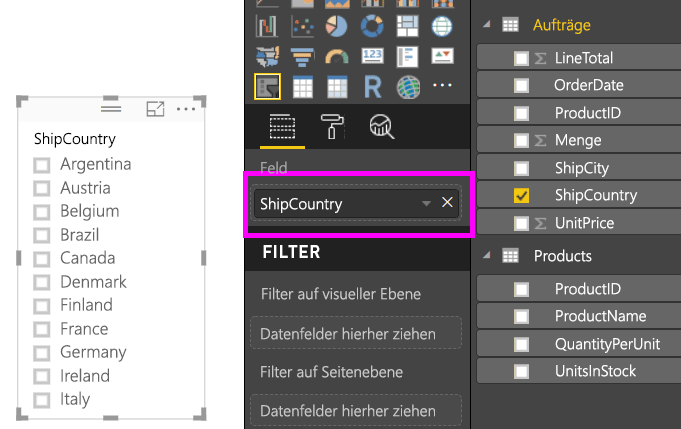 ShipCountry
Argentina
Austria
Belgium
Brazil
Canada
Denmark
Finland
France
Germany
Ireland
Italy
123
R
Feld
ShipCountry
FILTER
Filter auf visueller Ebene
Datenfelder hierher ziehen
Filter auf Seitenebene
Datenfelder hierher ziehen
Aufträge
Σ LineTotal
OrderDate
ProductID
Σ Menge
ShipCity
ShipCountry
Σ UnitPrice
Products
ProductID
ProductName
QuantityPerUnit
UnitsInStock